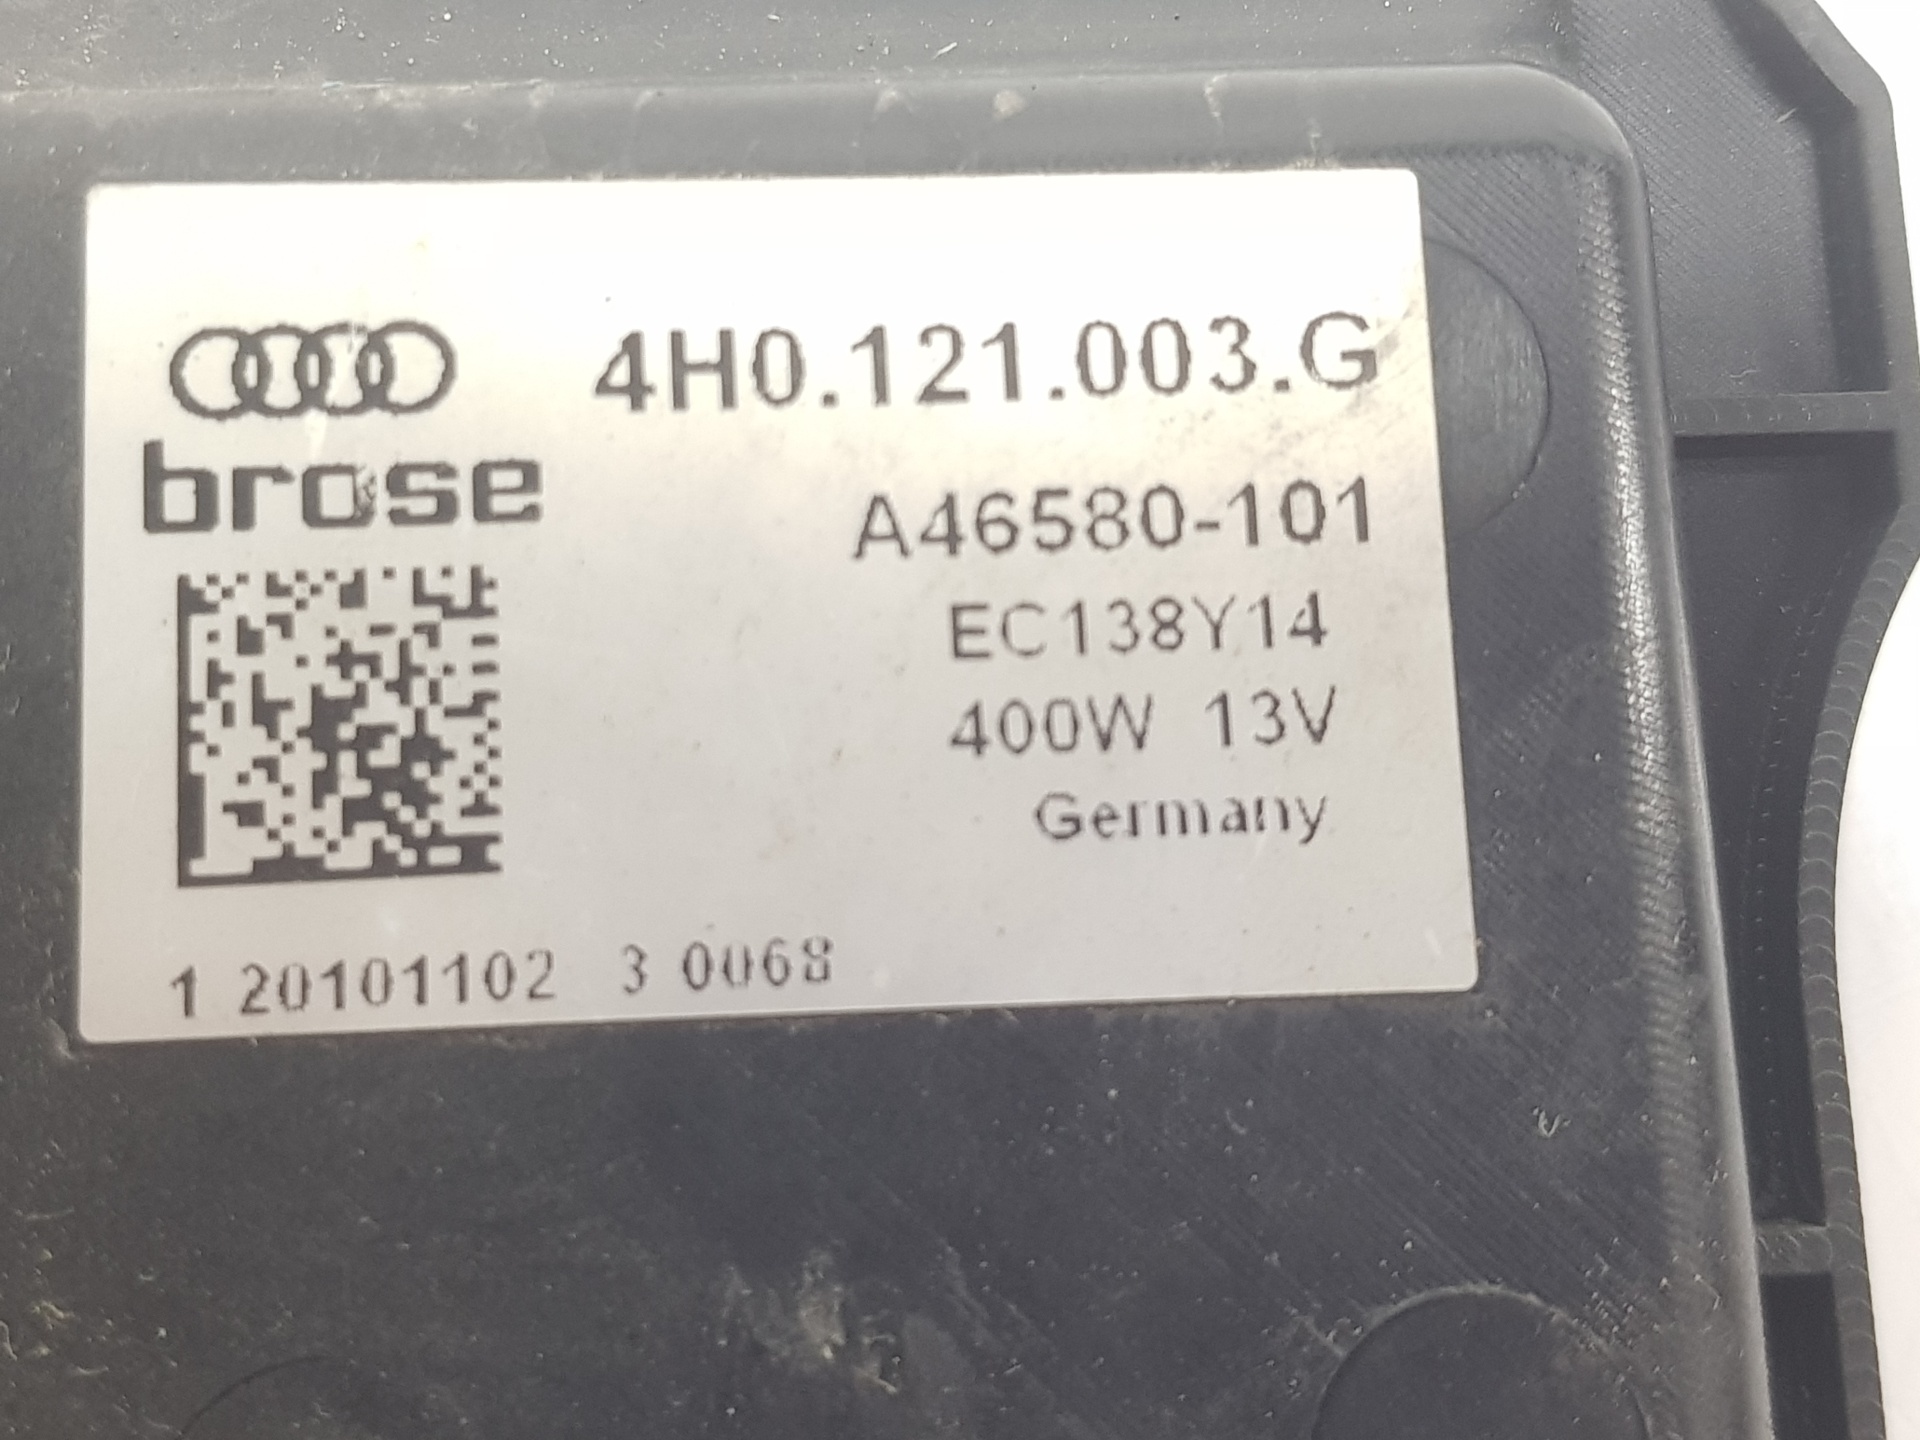 4H0.121.003.G
brose
A46580-101
EC138Y14
400W 13V
Germany
1 20101102 3 0068